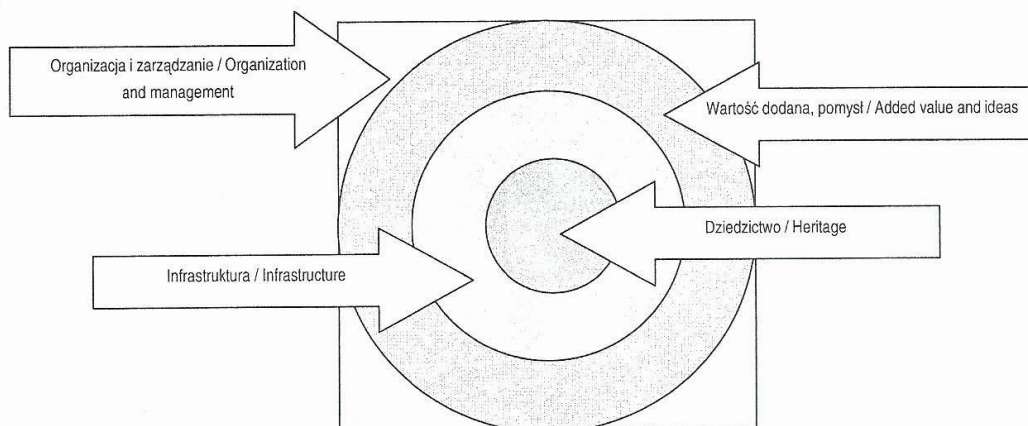 Organizacja i zarządzanie / Organization
and management
Wartość dodana, pomysł / Added value and ideas
Dziedzictwo / Heritage
Infrastruktura / Infrastructure